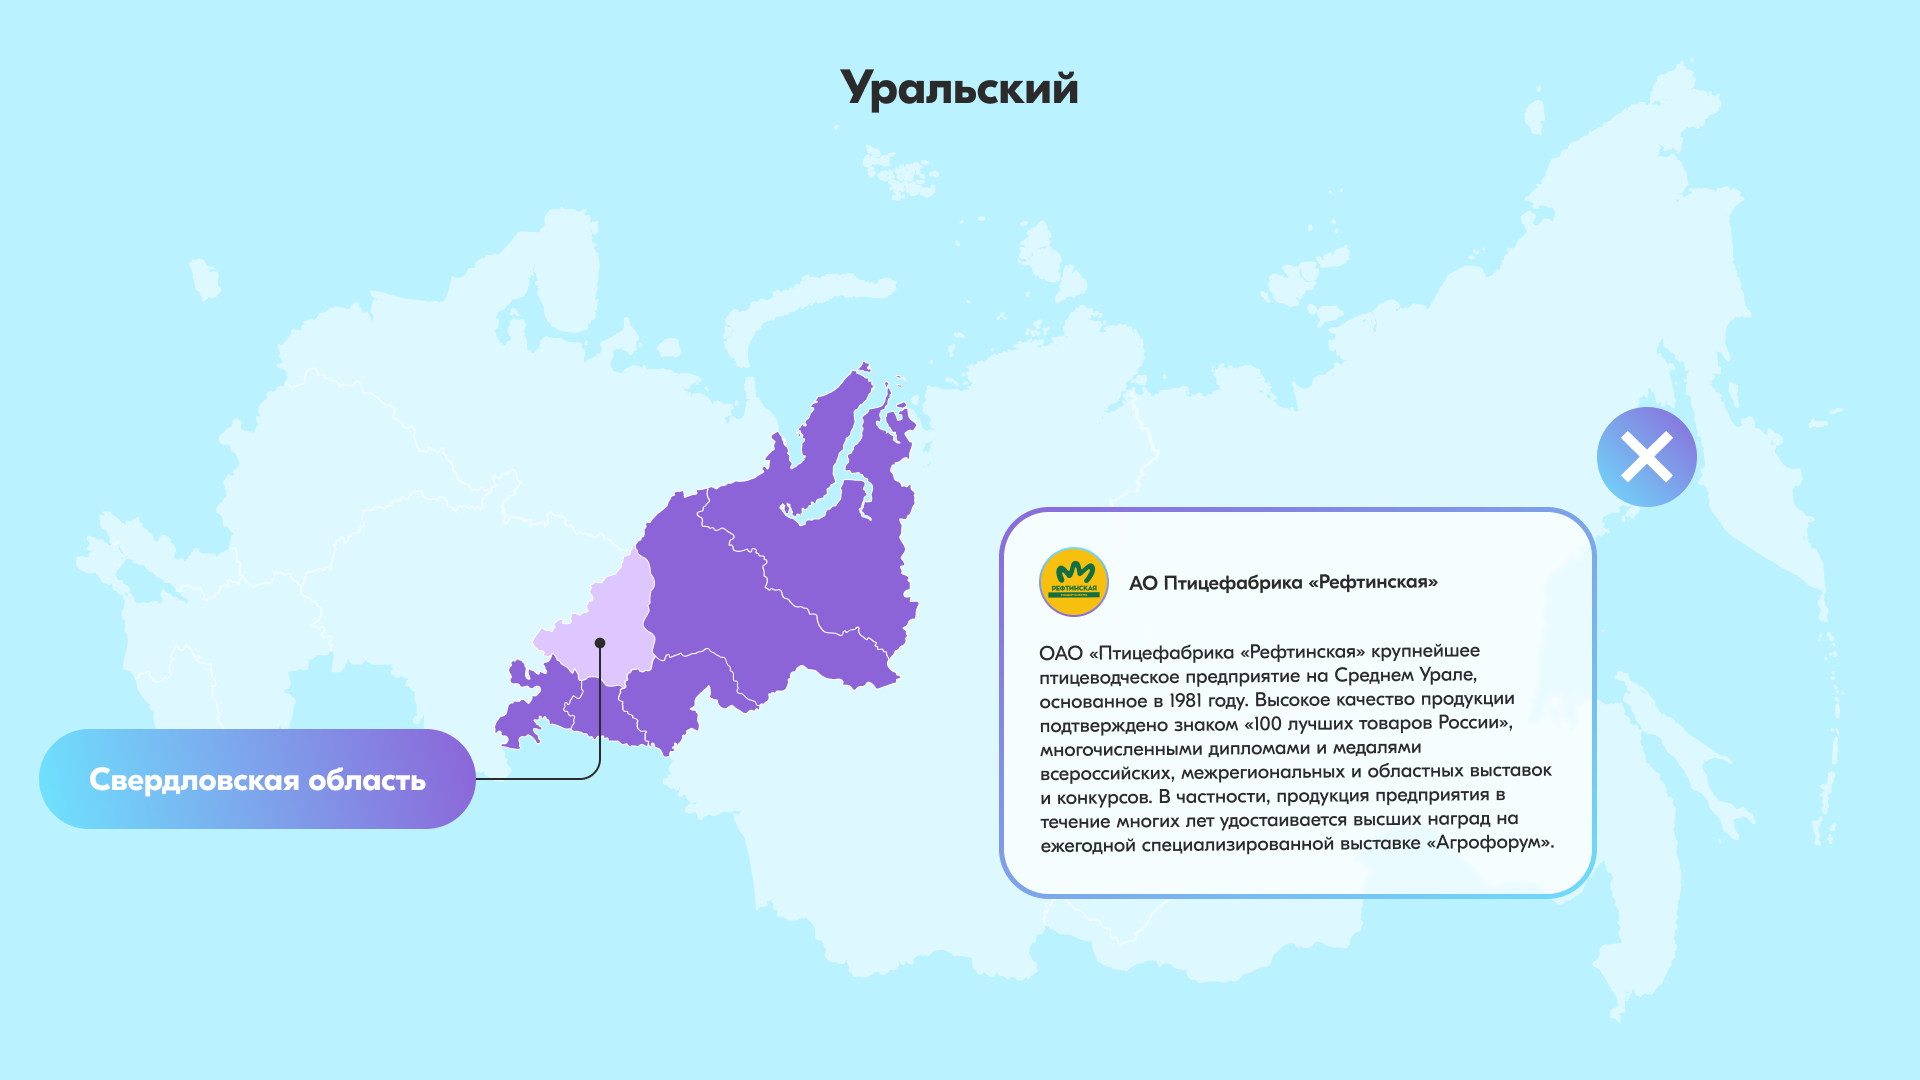 Уральский
АО Птицефабрика «Рефтинская»
РЕФТИНСКАЯ
ОАО «Птицефабрика «Рефтинская» крупнейшее
птицеводческое предприятие на Среднем Урале,
основанное в 1981 году. Высокое качество продукции
подтверждено знаком «100 лучших товаров России»,
многочисленными дипломами и медалями
всероссийских, межрегиональных и областных выставок
и конкурсов. В частности, продукция предприятия в
течение многих лет удостаивается высших наград на
ежегодной специализированной выставке «Агрофорум».
Свердловская область